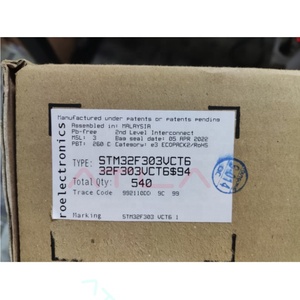 Manufactured under patents or patents pending
Assembled in: MALAYSIA
Pb-free 2nd Level Interconnect
MSL: 3 Bag seal date: 05 APR 2022
PBT: 260 C Category: e3 ECOPACK2/RoHS
roelectronics
TYPE: STM32F303VCT6
32F303VCT6$94
Total Qty: 540
Trace Code 9C 99
Marking STM32F303 VCT6